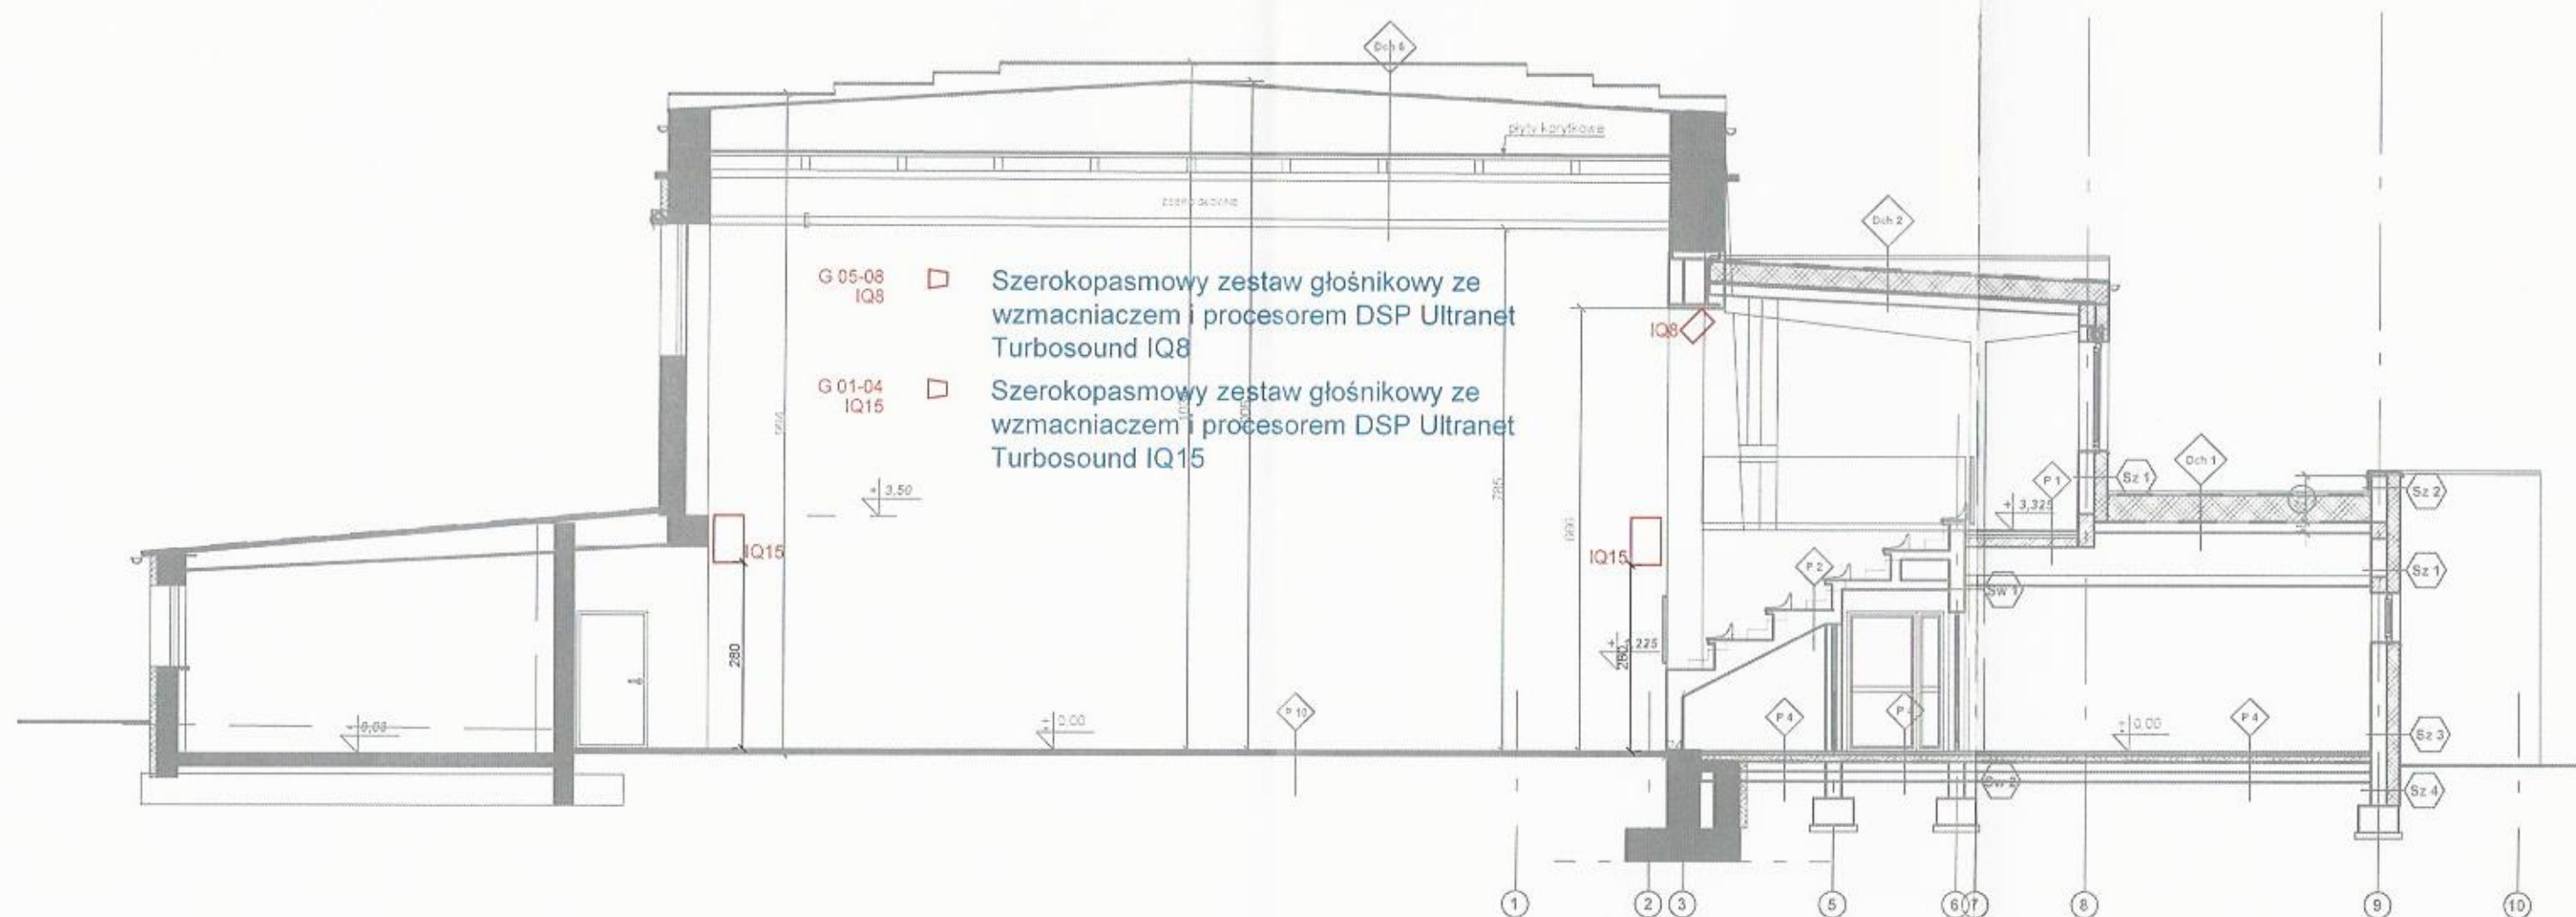 Dch 6
płyty korytkowe
Dch 2
G 05-08
IQ8
Szerokopasmowy zestaw głośnikowy ze
wzmacniaczem i procesorem DSP Ultranet
Turbosound IQ8
IQ8
G 01-04
IQ15
Szerokopasmowy zestaw głośnikowy ze
wzmacniaczem i procesorem DSP Ultranet
Turbosound IQ15
+ 3,50
785
P 1
Sz 1
Dch 1
Sz 2
+ 3,325
IQ15
IQ15
P 2
Sz 1
Sw 1
280
280
P 10
± 0,00
P 4
± 0,00
P 4
Sz 3
Sw 2
Sz 4
1
2
3
5
6
7
8
9
10